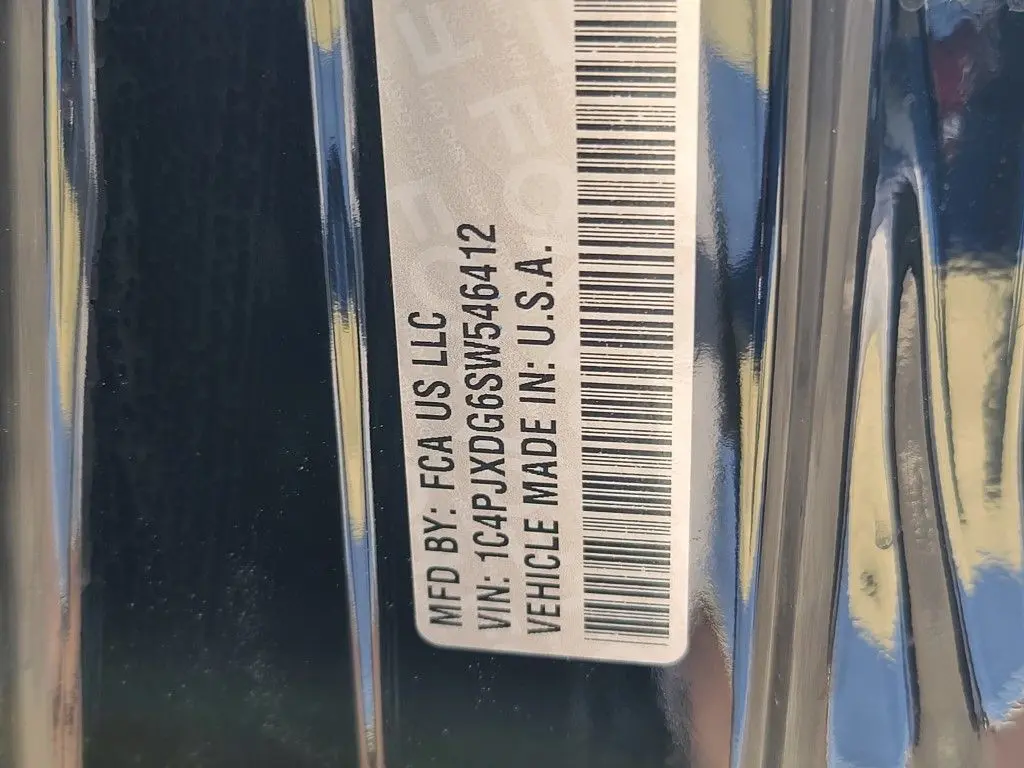 MFD BY: FCA US LLC
VIN: 1C4PJXDG6SW546412
VEHICLE MADE IN: U.S.A.